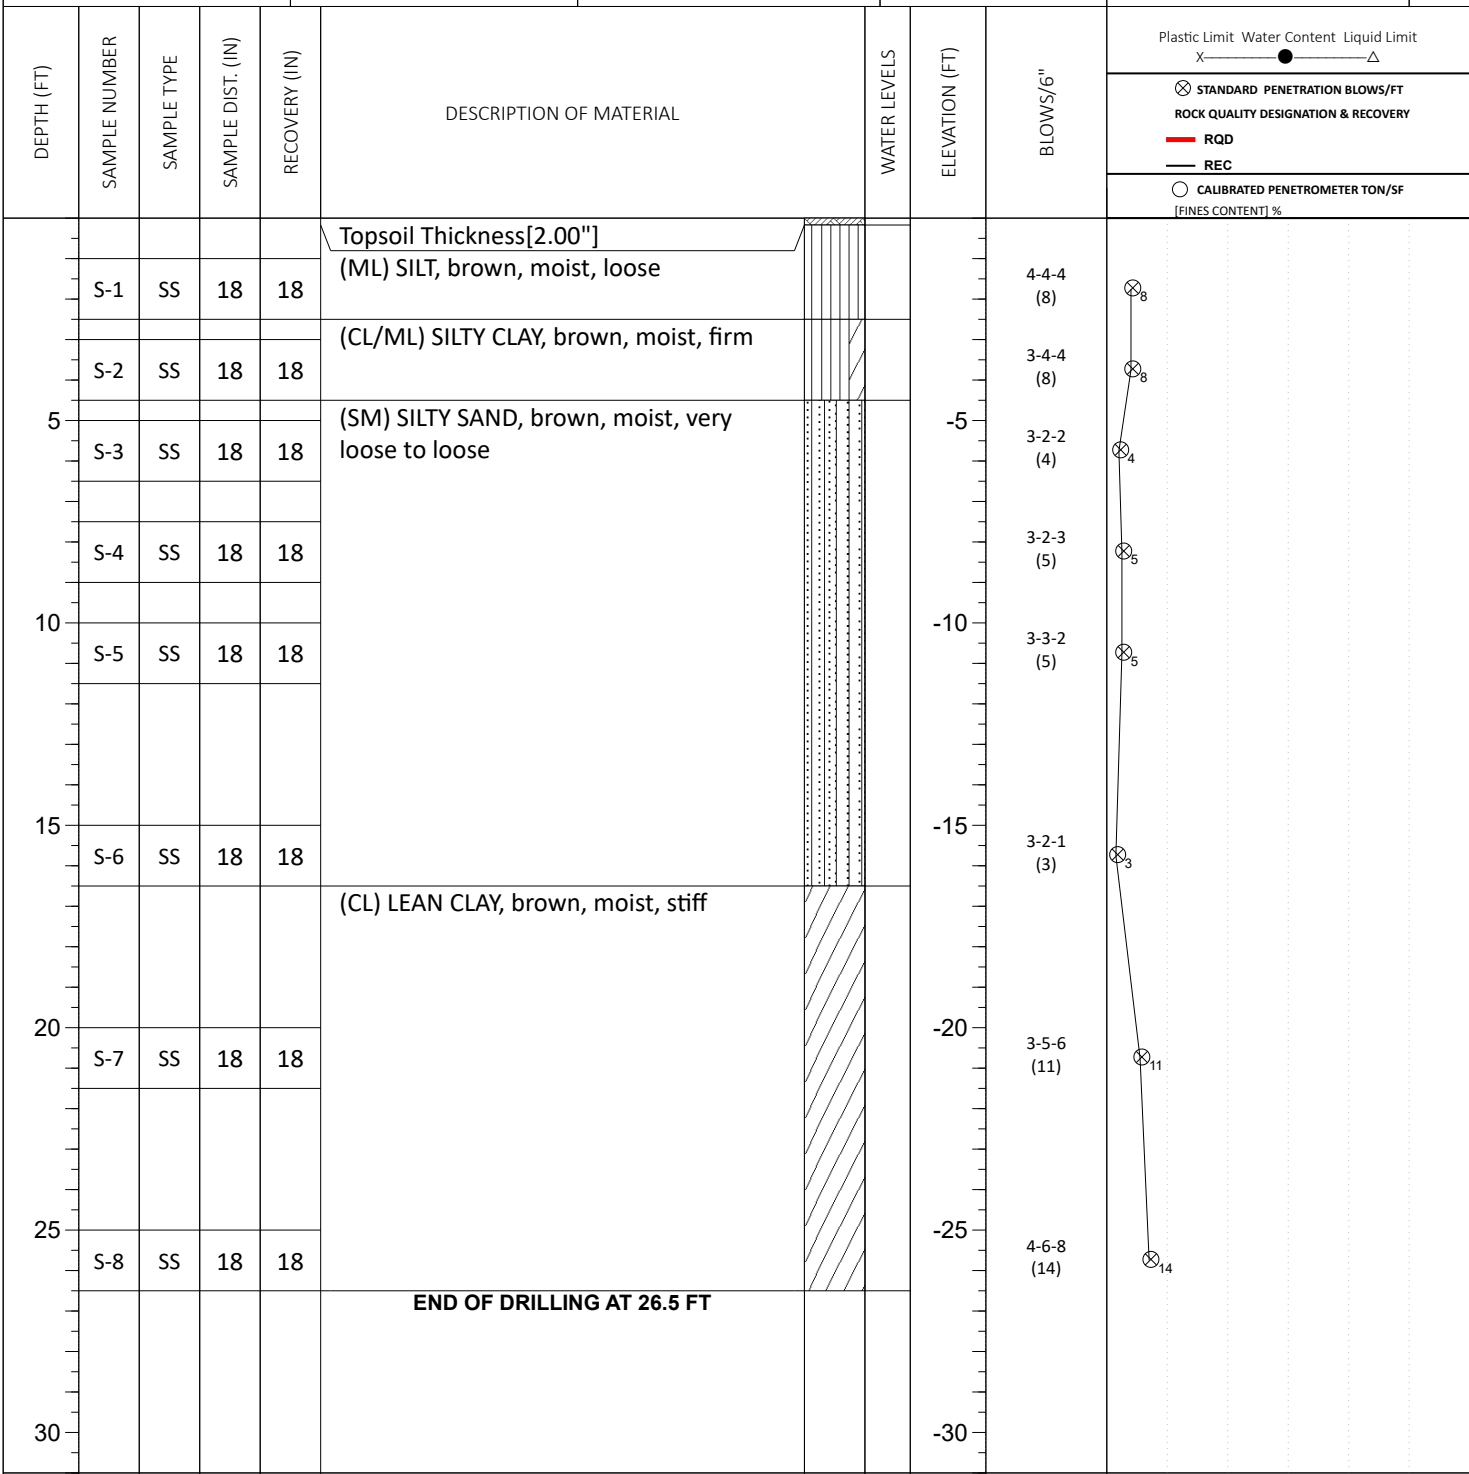 DEPTH (FT)
SAMPLE NUMBER
SAMPLE TYPE
SAMPLE DIST. (IN)
RECOVERY (IN)
DESCRIPTION OF MATERIAL
WATER LEVELS
ELEVATION (FT)
BLOWS/6"
Plastic Limit Water Content Liquid Limit
X
STANDARD PENETRATION BLOWS/FT
ROCK QUALITY DESIGNATION & RECOVERY
RQD
REC
CALIBRATED PENETROMETER TON/SF
[FINES CONTENT] %
Topsoil Thickness[2.00"]
(ML) SILT, brown, moist, loose
S-1 SS 18 18
4-4-4
(8)
8
(CL/ML) SILTY CLAY, brown, moist, firm
S-2 SS 18 18
3-4-4
(8)
8
5
(SM) SILTY SAND, brown, moist, very
loose to loose
-5
S-3 SS 18 18
3-2-2
(4)
4
S-4 SS 18 18
3-2-3
(5)
5
10
-10
S-5 SS 18 18
3-3-2
(5)
5
15
-15
S-6 SS 18 18
3-2-1
(3)
3
(CL) LEAN CLAY, brown, moist, stiff
20
-20
S-7 SS 18 18
3-5-6
(11)
11
25
-25
S-8 SS 18 18
4-6-8
(14)
14
END OF DRILLING AT 26.5 FT
30
-30